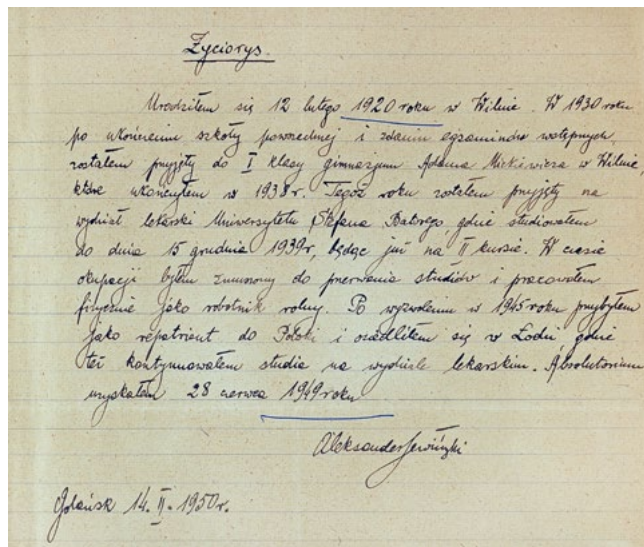 Życiorys.
Urodziłem się 12 lutego 1920 roku w Wilnie. W 1930 roku
po ukończeniu szkoły powszechnej i zdaniu egzaminów wstępnych,
zostałem przyjęty do I klasy gimnazjum Adama Mickiewicza w Wilnie,
które ukończyłem w 1938 r. Tegoż roku zostałem przyjęty na
wydział lekarski Uniwersytetu Stefana Batorego, gdzie studiowałem
do dnia 15 grudnia 1939 r, będąc już na II kursie. W czasie
okupacji byłem zmuszony do przerwania studiów i pracowałem
fizycznie jako robotnik rolny. Po wyzwoleniu w 1945 roku przybyłem
jako repatriant do Polski i osiedliłem się w Łodzi, gdzie
też kontynuowałem studia na wydziale lekarskim. Absolutorium
uzyskałem 28 czerwca 1949 roku
Aleksander
Gdańsk 14. II. 1950 r.